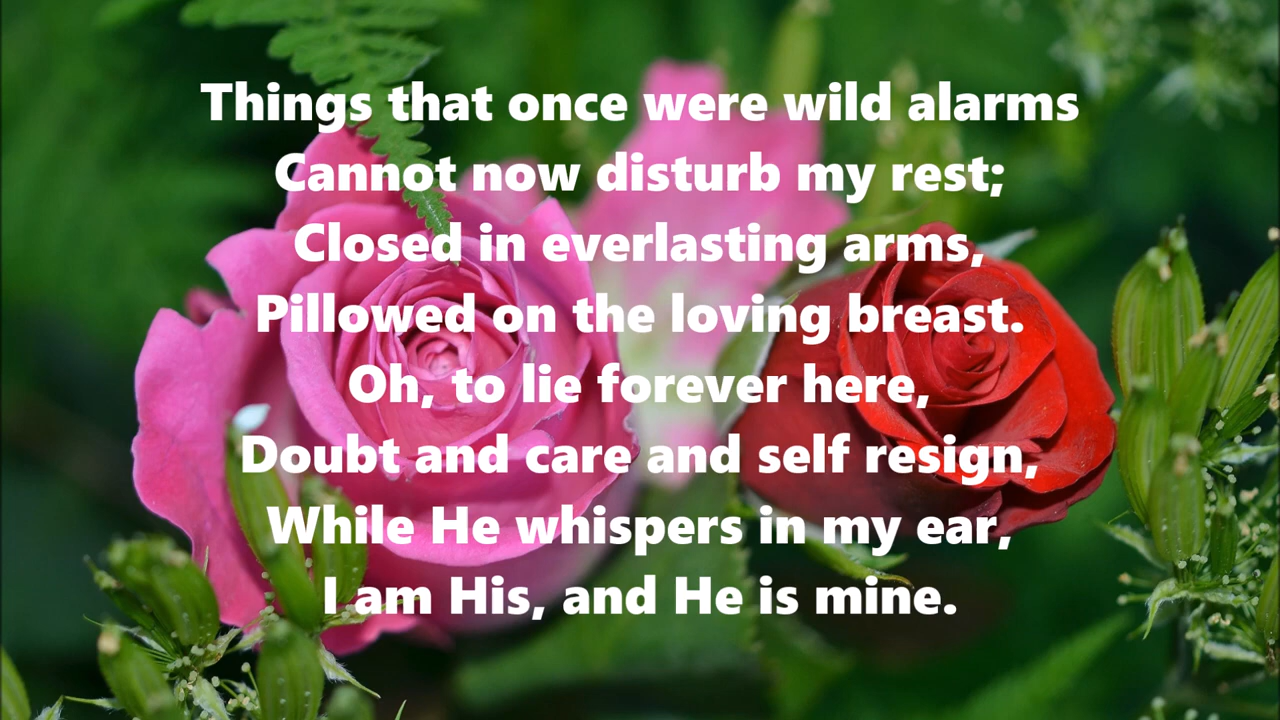 Things that once were wild alarms
Cannot now disturb my rest;
Closed in everlasting arms,
Pillowed on the loving breast.
Oh, to lie forever here,
Doubt and care and self resign,
While He whispers in my ear,
I am His, and He is mine.